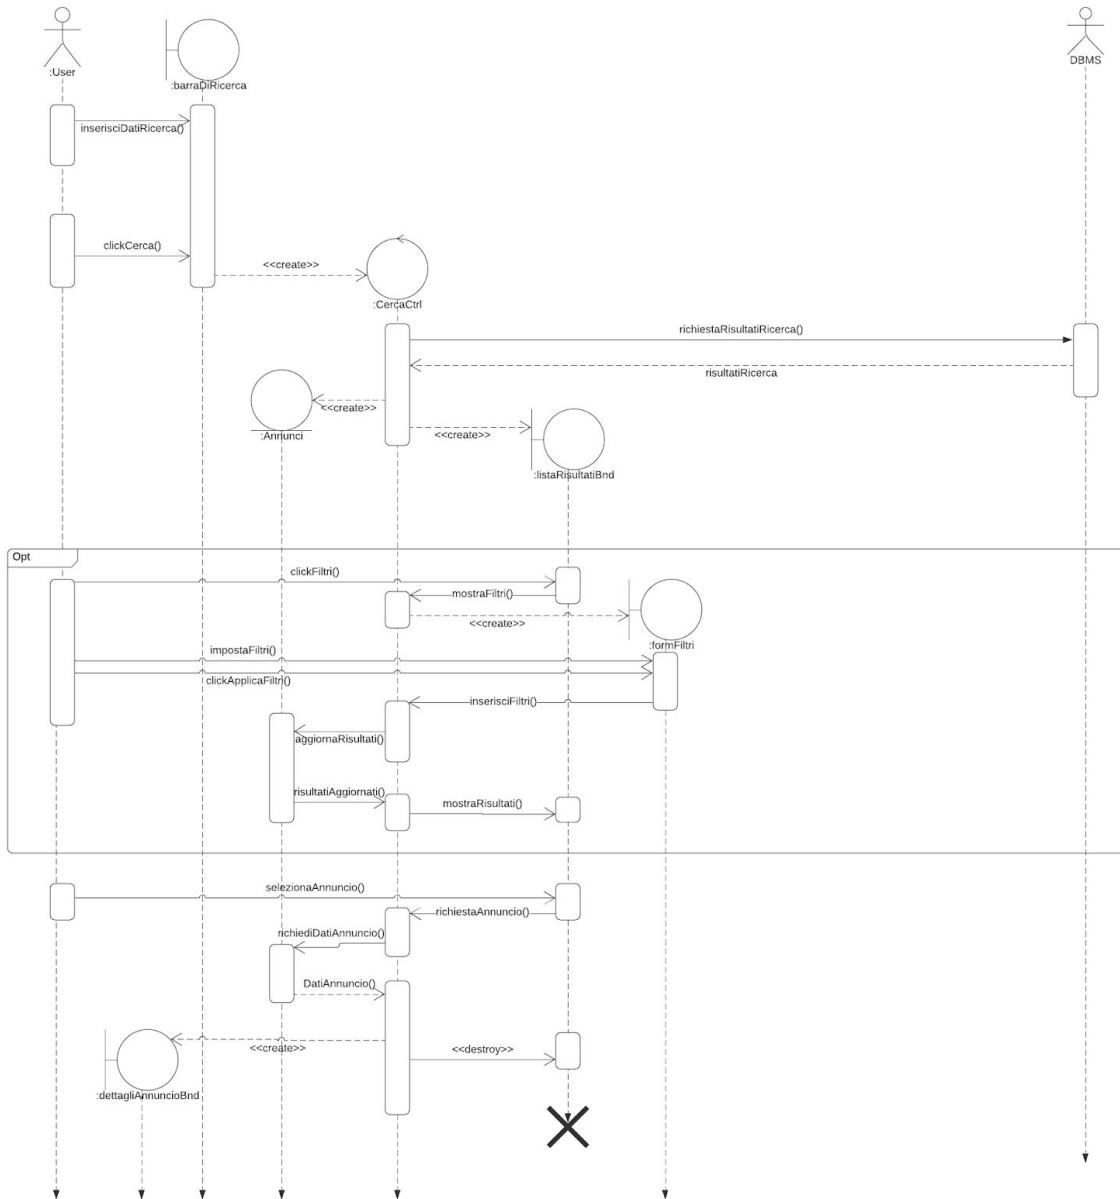 :User
:barraDiRicerca
DBMS
inserisciDatiRicerca()
clickCerca()
<<create>>
:CercaCtrl
richiestaRisultatiRicerca()
risultatiRicerca
<<create>>
:Annunci
<<create>>
:listaRisultatiBnd
Opt
clickFiltri()
mostraFiltri()
<<create>>
:formFiltri
impostaFiltri()
clickApplicaFiltri()
inserisciFiltri()
aggiornaRisultati()
risultatiAggiornati()
mostraRisultati()
selezionaAnnuncio()
richiestaAnnuncio()
richiediDatiAnnuncio()
DatiAnnuncio()
<<create>>
<<destroy>>
:dettagliAnnuncioBnd